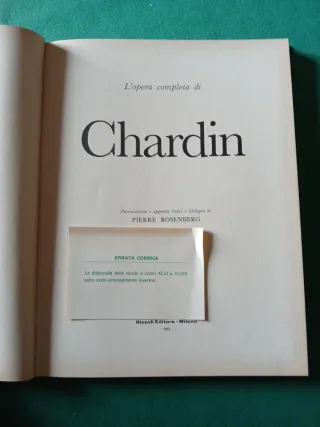 L'opera completa di
Chardin
Presentazione e apparati critici e filologici di
PIERRE ROSENBERG
ERRATA CORRIGE
Le didascalie delle tavole a colori XLVI e XLVIII
sono state erroneamente invertite.
Rizzoli Editore • Milano